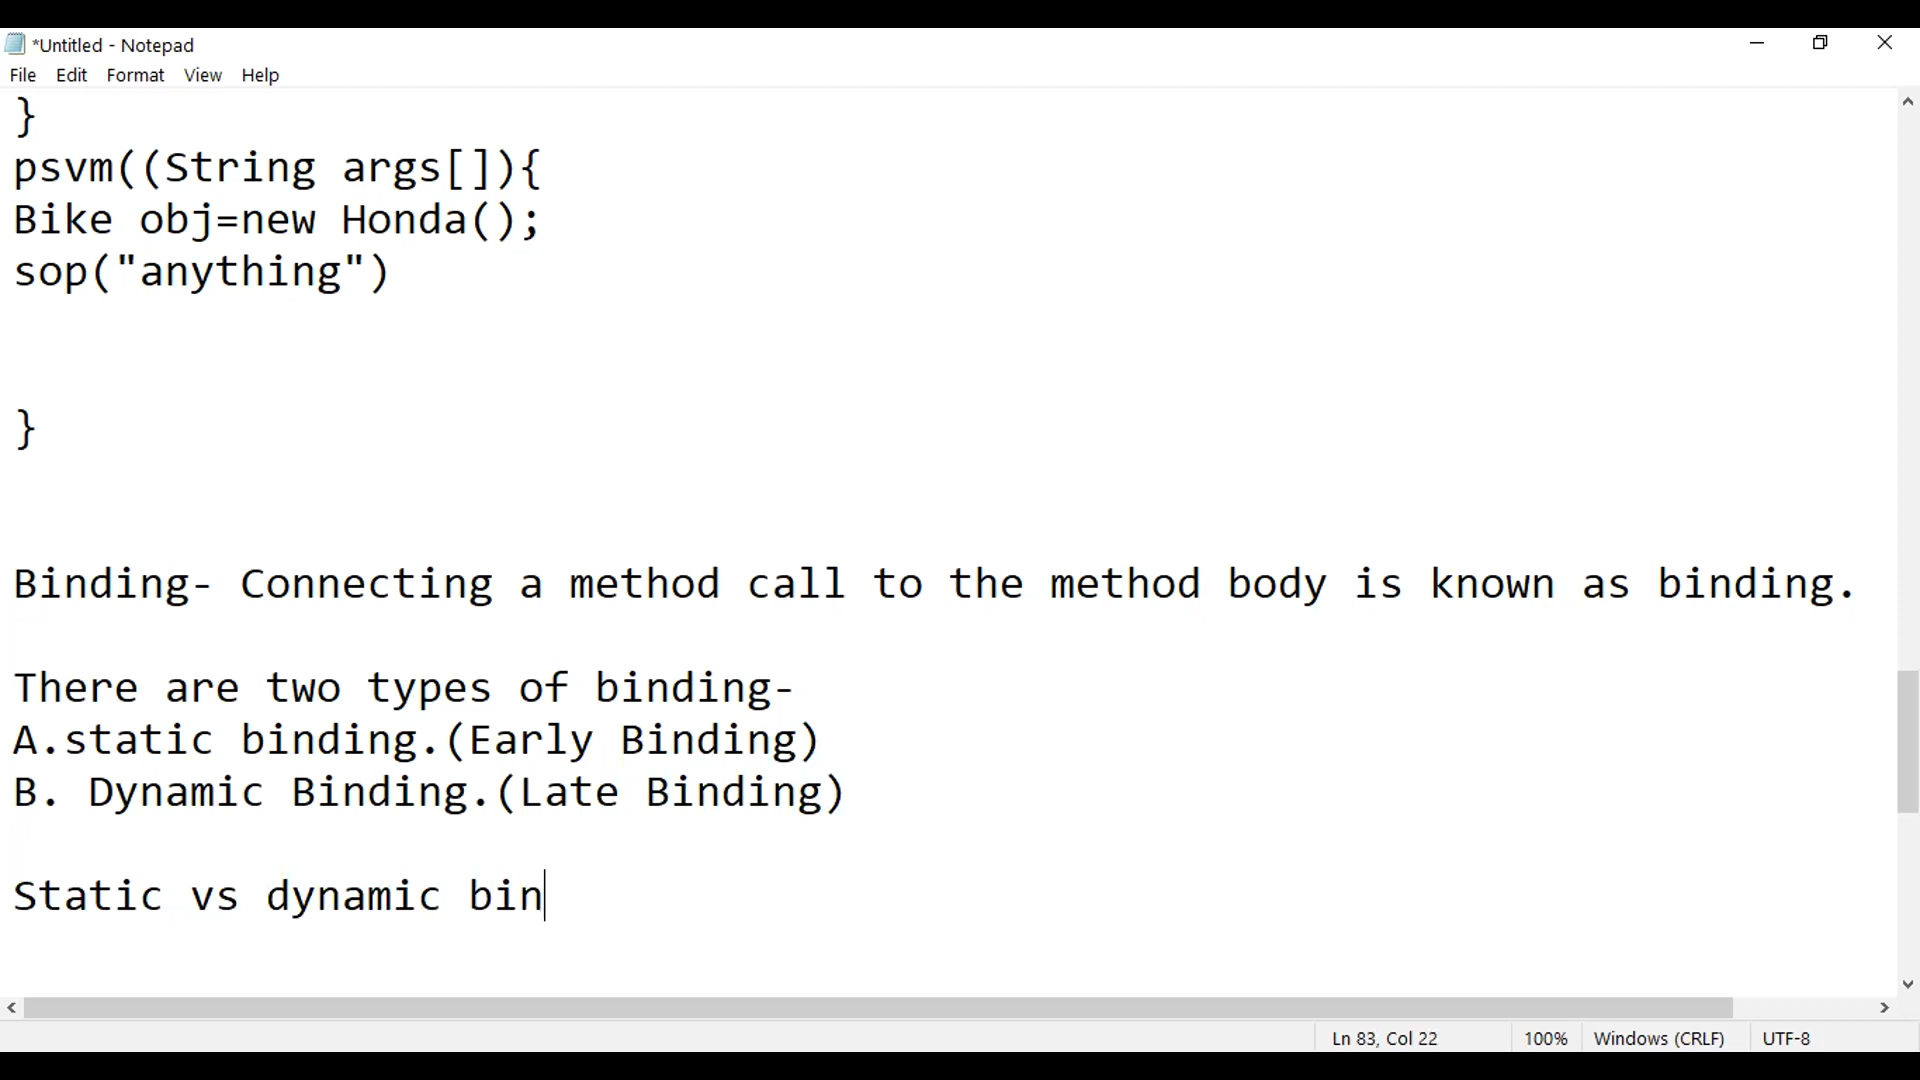 *Untitled - Notepad
File Edit Format View Help
}
psvm((String args[]){
Bike obj=new Honda();
sop("anything")
}
Binding- Connecting a method call to the method body is known as binding.
There are two types of binding-
A.static binding.(Early Binding)
B. Dynamic Binding.(Late Binding)
Static vs dynamic bin
Ln 83, Col 22 100% Windows (CRLF) UTF-8